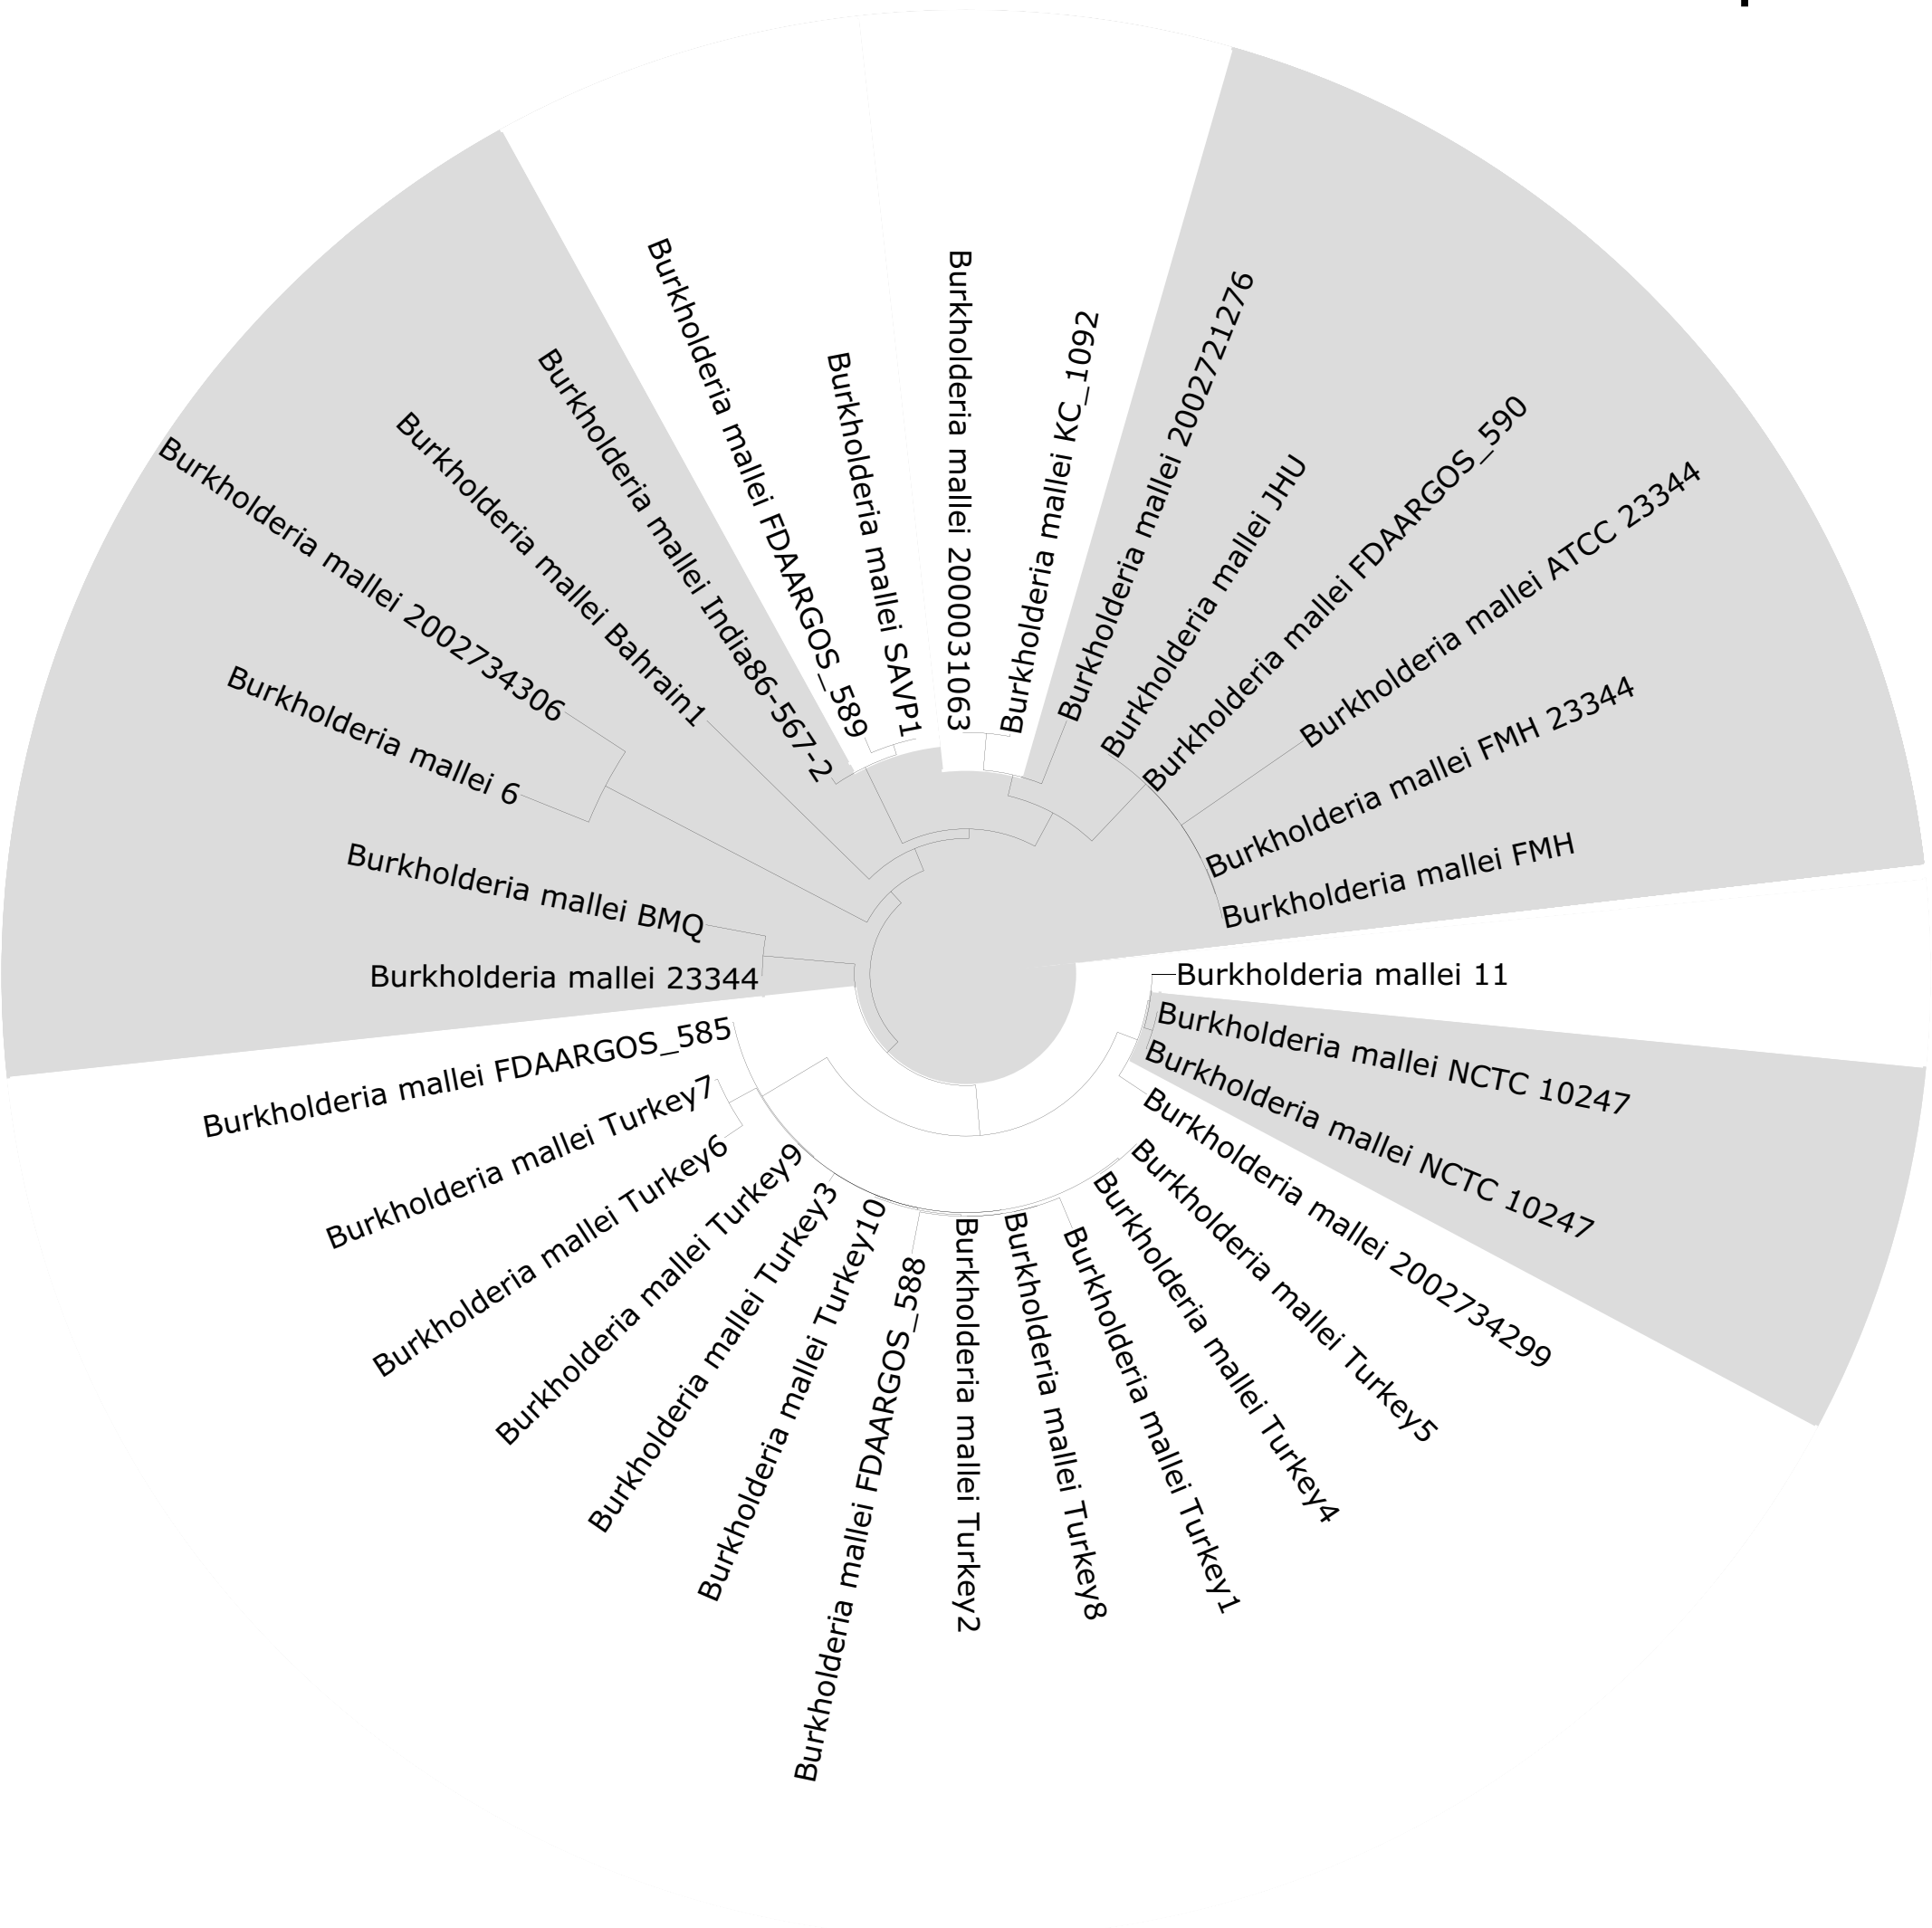 Burkholderia mallei FDAARGOS_589
Burkholderia mallei SAVP1
Burkholderia mallei 2000031063
Burkholderia mallei KC_1092
Burkholderia mallei 2002721276
Burkholderia mallei JHU
Burkholderia mallei FDAARGOS_590
Burkholderia mallei ATCC 23344
Burkholderia mallei FMH 23344
Burkholderia mallei FMH
Burkholderia mallei 11
Burkholderia mallei NCTC 10247
Burkholderia mallei NCTC 10247
Burkholderia mallei 2002734299
Burkholderia mallei Turkey5
Burkholderia mallei Turkey4
Burkholderia mallei Turkey1
Burkholderia mallei Turkey8
Burkholderia mallei Turkey2
Burkholderia mallei FDAARGOS_588
Burkholderia mallei Turkey10
Burkholderia mallei Turkey3
Burkholderia mallei Turkey9
Burkholderia mallei Turkey6
Burkholderia mallei Turkey7
Burkholderia mallei FDAARGOS_585
Burkholderia mallei 23344
Burkholderia mallei BMQ
Burkholderia mallei 6
Burkholderia mallei 2002734306
Burkholderia mallei Bahrain1
Burkholderia mallei India86-567-2